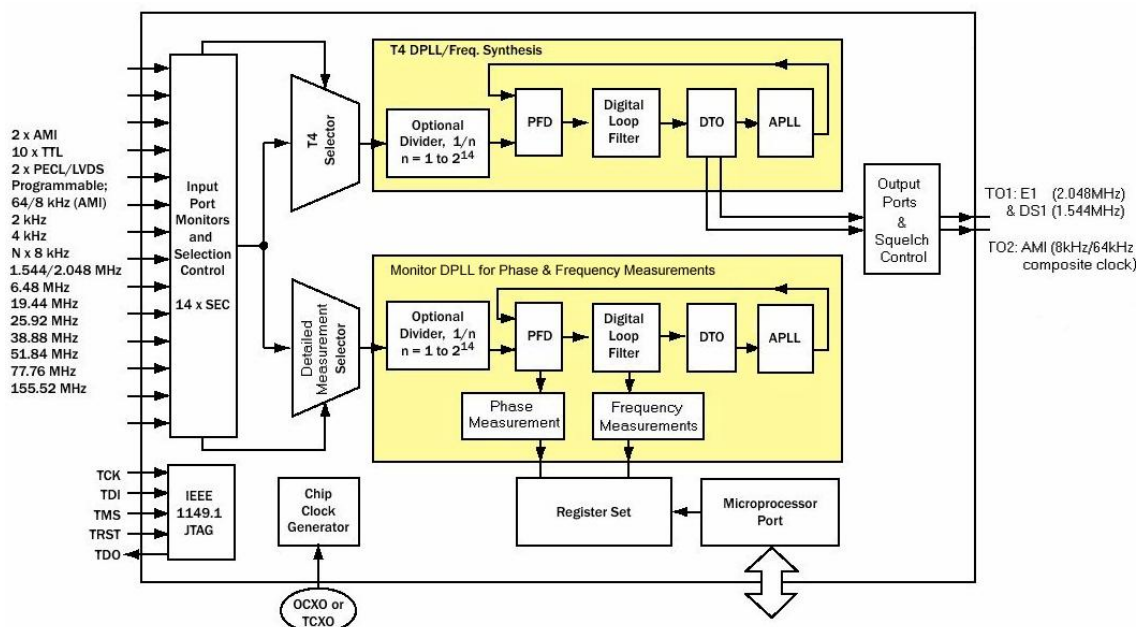 T4 DPLL/Freq. Synthesis
2 x AMI
10 x TTL
2 x PECL/LVDS
Programmable;
64/8 kHz (AMI)
2 kHz
4 kHz
N x 8 kHz
1.544/2.048 MHz
6.48 MHz
19.44 MHz
25.92 MHz
38.88 MHz
51.84 MHz
77.76 MHz
155.52 MHz
Input
Port
Monitors
and
Selection
Control
14 x SEC
T4
Selector
Optional
Divider, 1/n
n = 1 to 2¹⁴
PFD
Digital
Loop
Filter
DTO
APLL
Output
Ports
&
Squelch
Control
TO1: E1 (2.048MHz)
& DS1 (1.544MHz)
TO2: AMI (8kHz/64kHz
composite clock)
Monitor DPLL for Phase & Frequency Measurements
Detailed
Measurement
Selector
Optional
Divider, 1/n
n = 1 to 2¹⁴
PFD
Digital
Loop
Filter
DTO
APLL
Phase
Measurement
Frequency
Measurements
TCK
TDI
TMS
TRST
TDO
IEEE
1149.1
JTAG
Chip
Clock
Generator
Register Set
Microprocessor
Port
OCXO or
TCXO